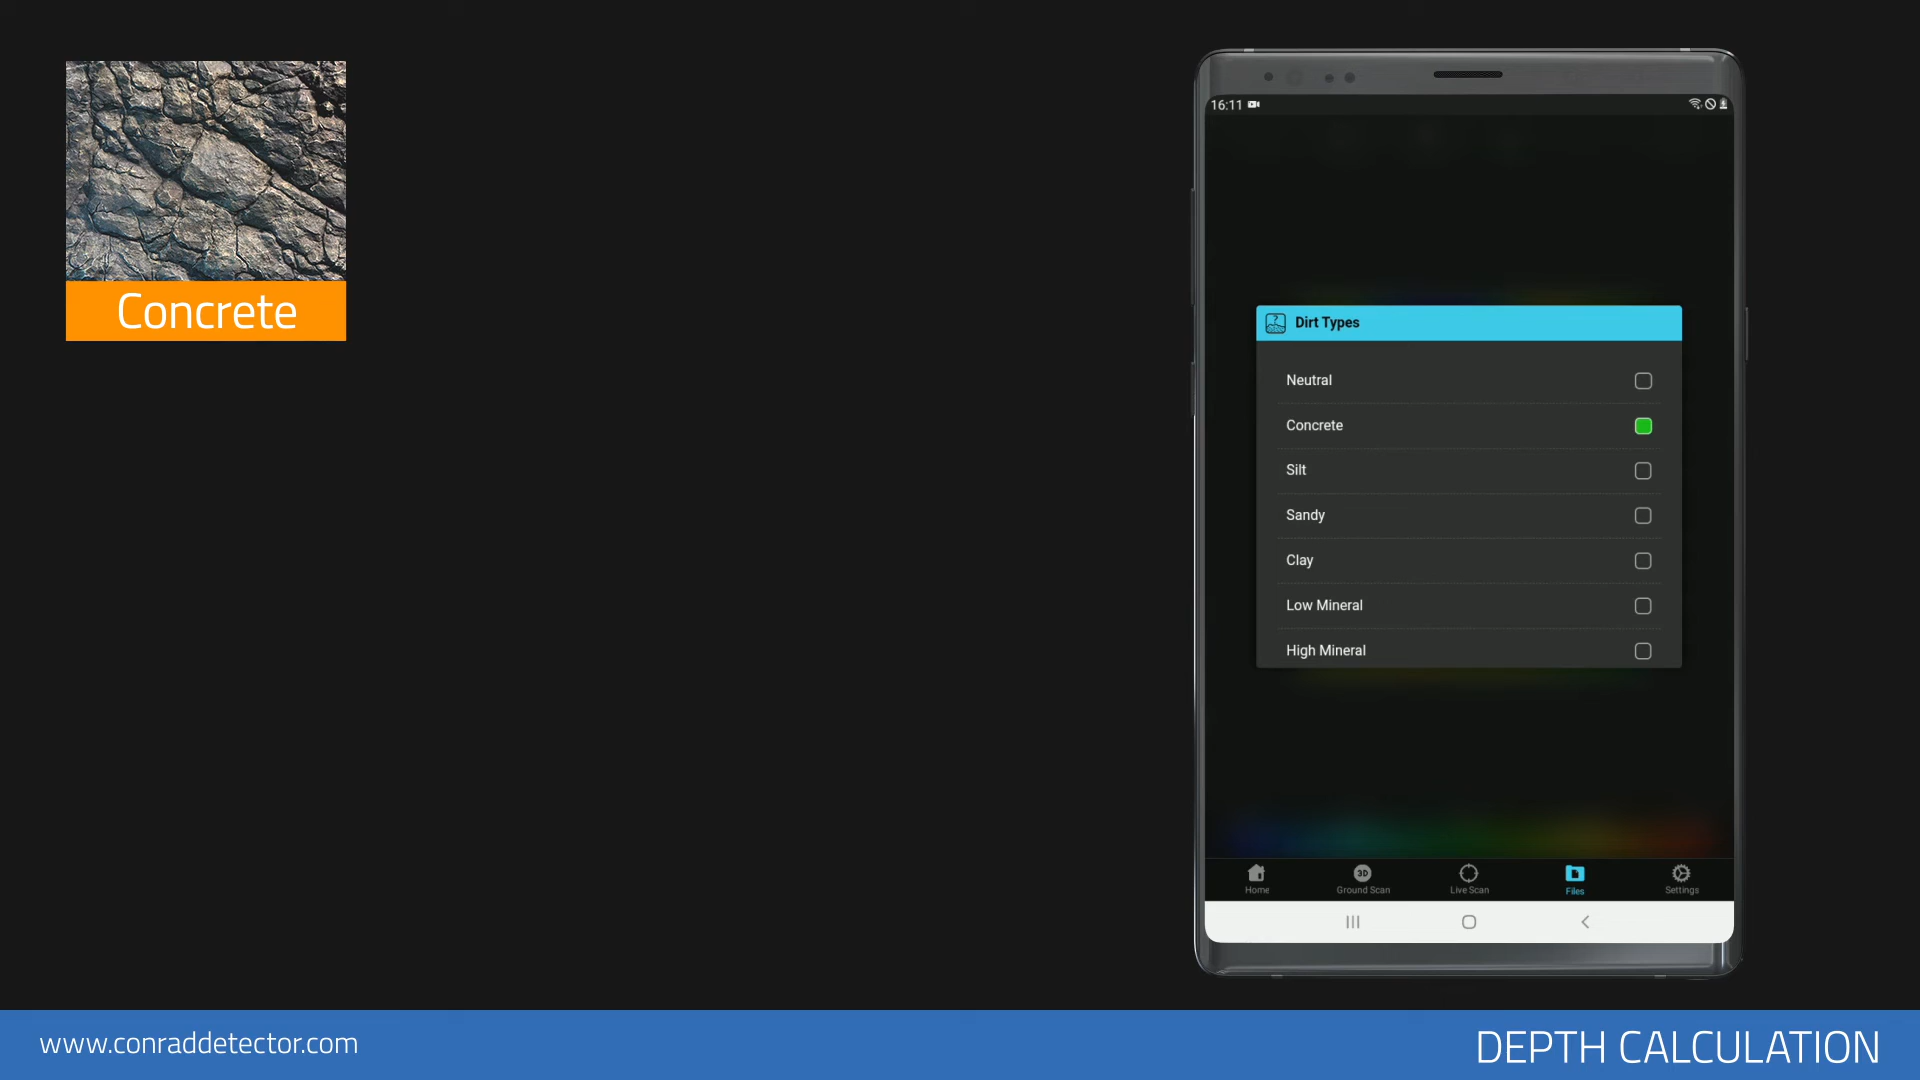 Concrete
16:11
Dirt Types
Neutral
Concrete
Silt
Sandy
Clay
Low Mineral
High Mineral
3D
Home
Ground Scan
Live Scan
Files
Settings
www.conraddetector.com
DEPTH CALCULATION